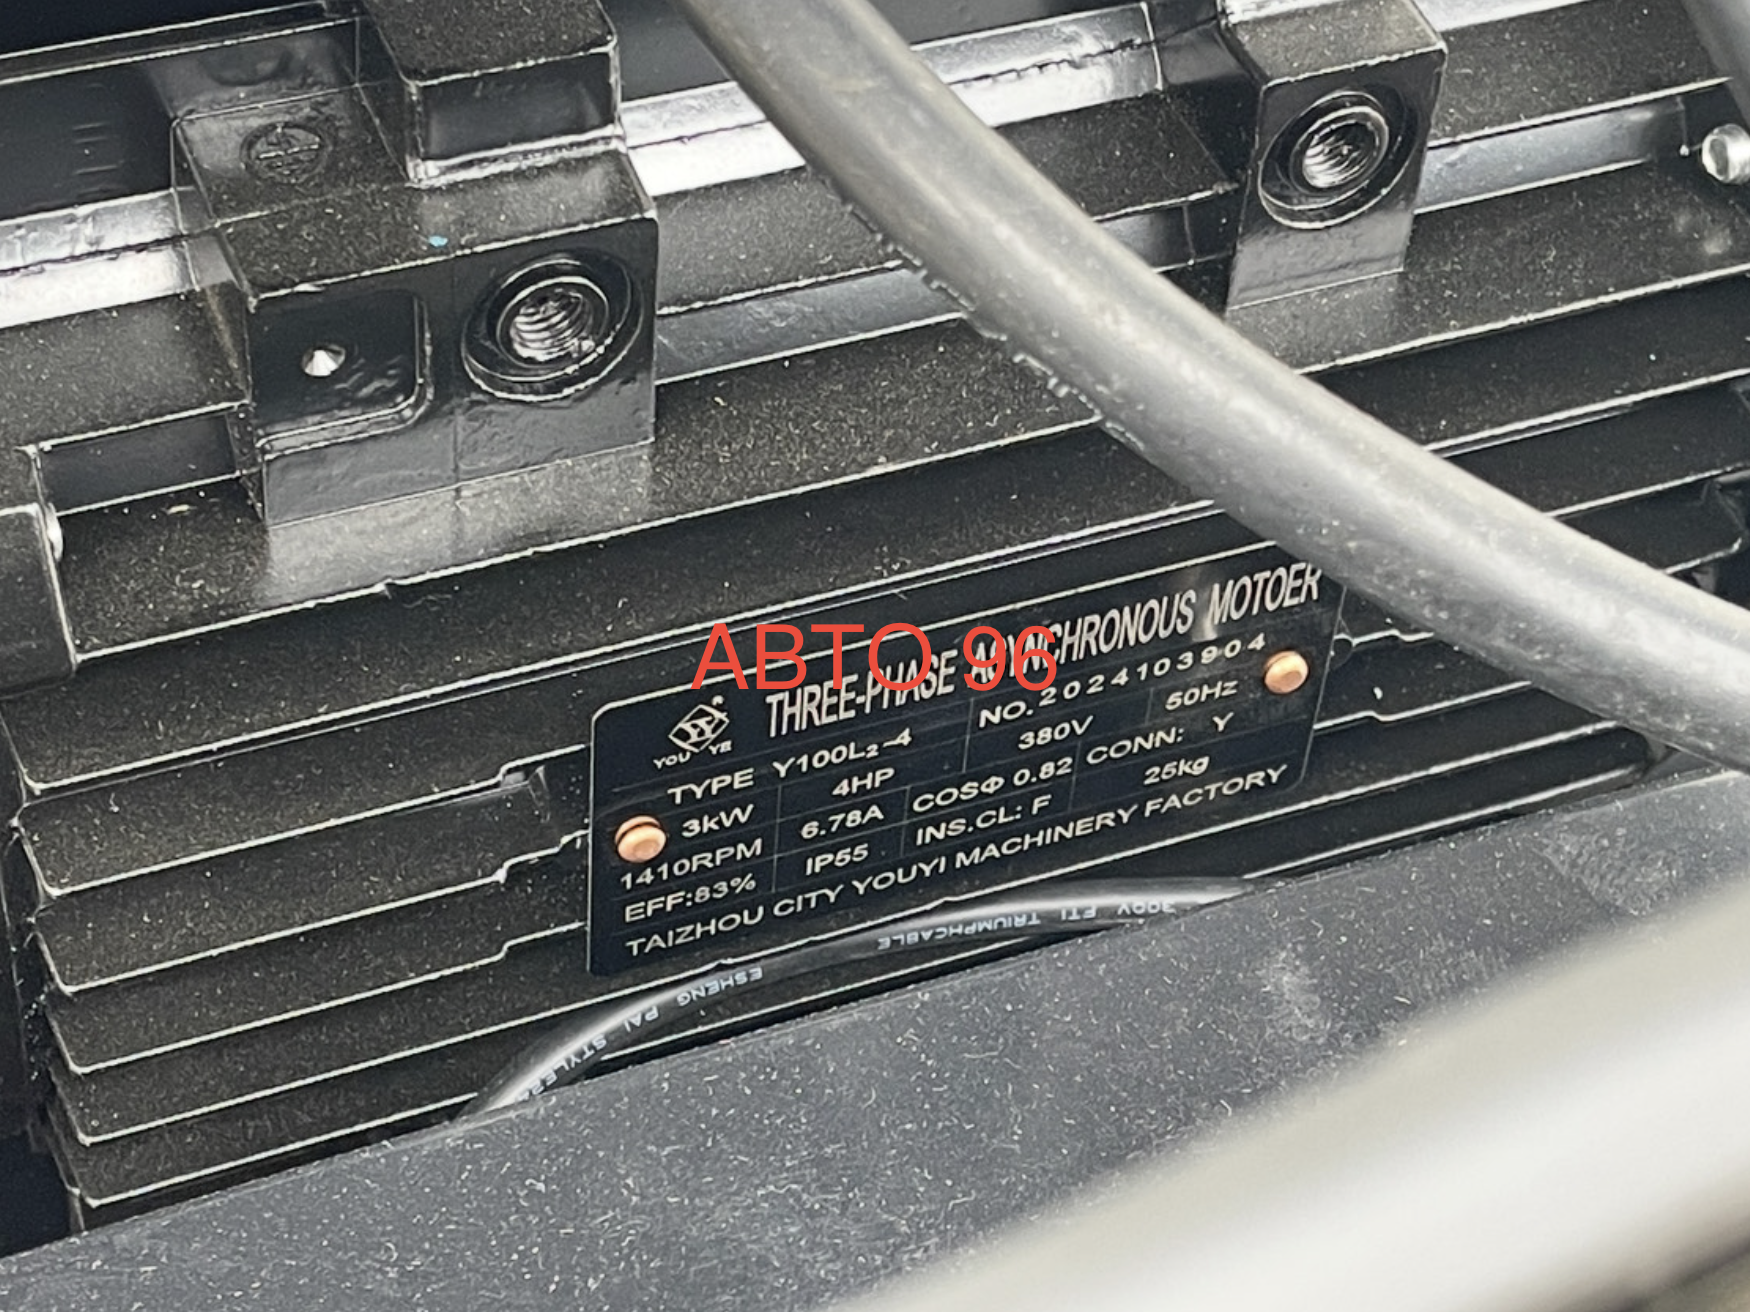 АВТО 96
YOU YE
THREE-PHASE ASYNCHRONOUS MOTOER
TYPE Y100L2-4 NO. 2024103904
3kW 4HP 380V 50Hz
1410RPM 6.78A COSΦ 0.82 CONN: Y
EFF:83% IP55 INS.CL: F 25kg
TAIZHOU CITY YOUYI MACHINERY FACTORY
300V FTI TRIUMPHCABLE
ESHENG PAI